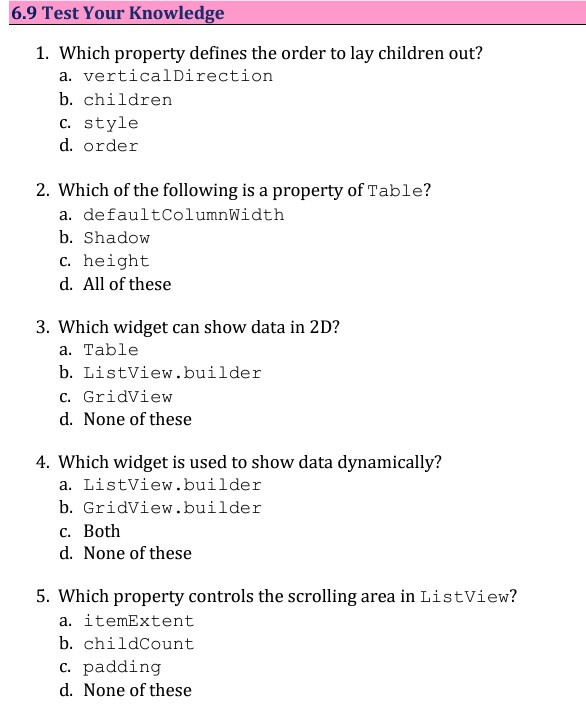 6.9 Test Your Knowledge
1. Which property defines the order to lay children out?
a. verticalDirection
b. children
c. style
d. order
2. Which of the following is a property of Table?
a. defaultColumnWidth
b. Shadow
c. height
d. All of these
3. Which widget can show data in 2D?
a. Table
b. ListView.builder
c. GridView
d. None of these
4. Which widget is used to show data dynamically?
a. ListView.builder
b. GridView.builder
c. Both
d. None of these
5. Which property controls the scrolling area in ListView?
a. itemExtent
b. childCount
c. padding
d. None of these